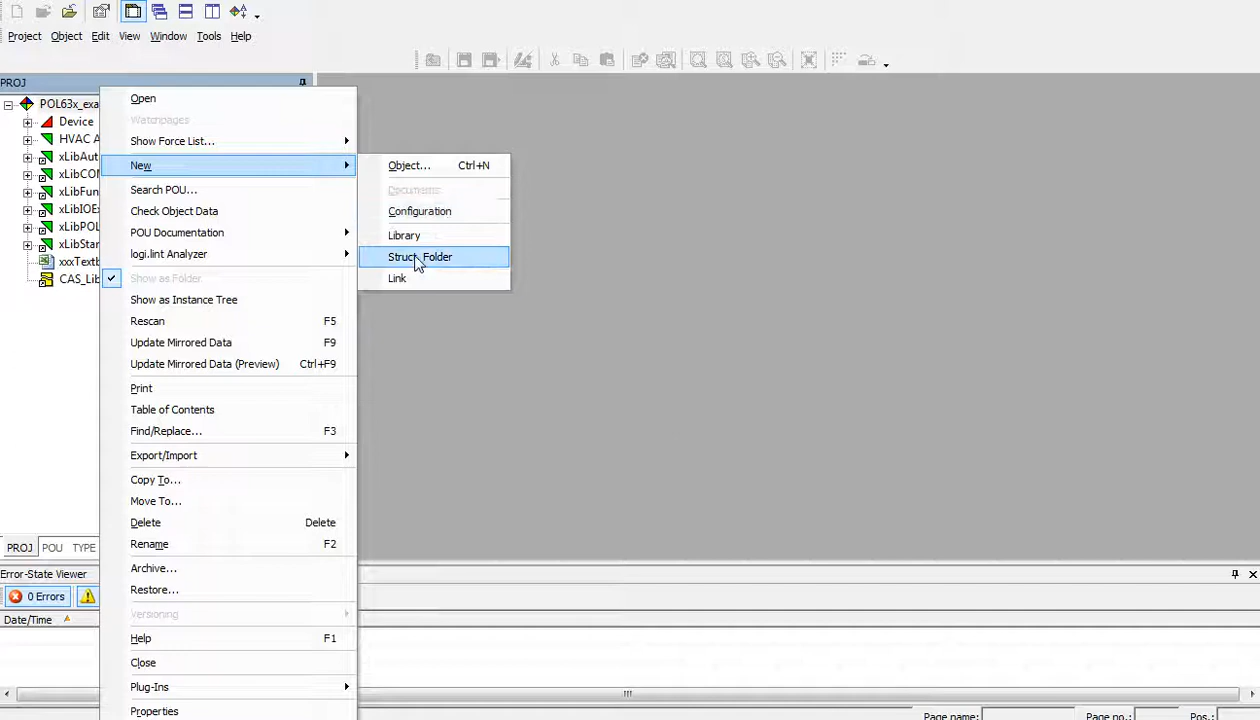 Project Object Edit View Window Tools Help
PROJ
POL63x_exa
Device
HVAC A
xLibAut
xLibCOM
xLibFun
xLibIOEx
xLibPOL
xLibStar
xxxTextb
CAS_Lib
Open
Watchpages
Show Force List...
New
Search POU...
Check Object Data
POU Documentation
logi.lint Analyzer
Show as Folder
Show as Instance Tree
Rescan F5
Update Mirrored Data F9
Update Mirrored Data (Preview) Ctrl+F9
Print
Table of Contents
Find/Replace... F3
Export/Import
Copy To...
Move To...
Delete Delete
Rename F2
Archive...
Restore...
Versioning
Help F1
Close
Plug-Ins
Properties
Object... Ctrl+N
Documents
Configuration
Library
Struct. Folder
Link
PROJ POU TYPE
Error-State Viewer
0 Errors
Date/Time
Page name: Page no.: Pos.: